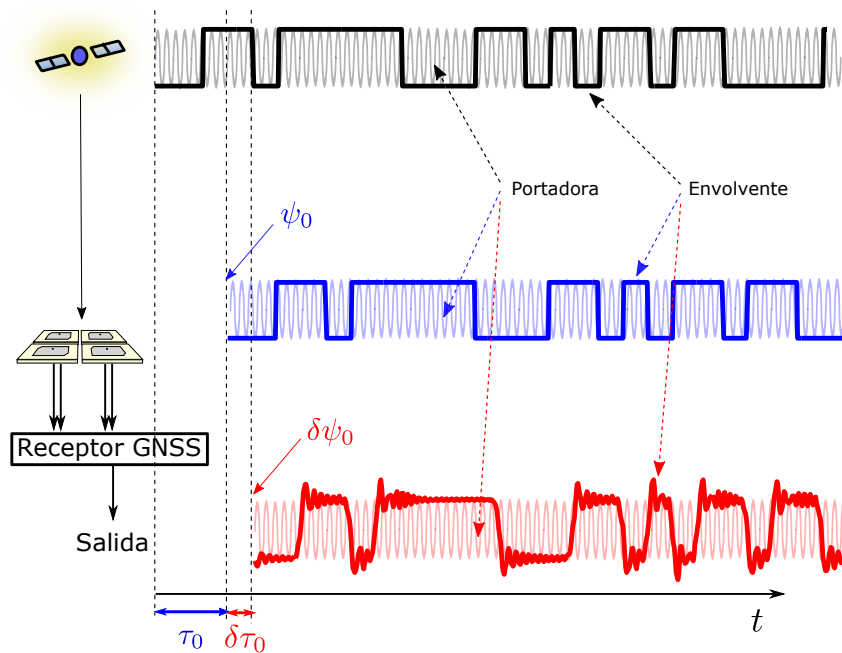 Portadora
Envolvente
ψ₀
δψ₀
Receptor GNSS
Salida
t
τ₀
δτ₀